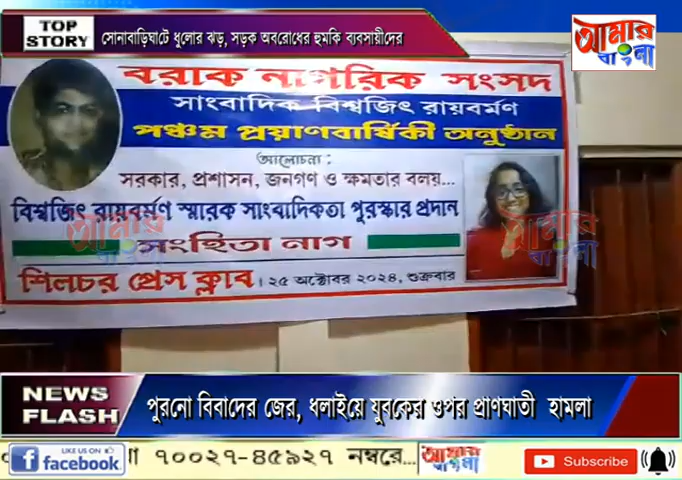 TOP STORY
সোনাবাড়িঘাটে ধুলোর ঝড়, সড়ক অবরোধের হুমকি ব্যবসায়ীদের
আমার বাংলা
বরাক নাগরিক সংসদ
সাংবাদিক বিশ্বজিৎ রায়বর্মণ
পঞ্চম প্রয়াণবার্ষিকী অনুষ্ঠান
আলোচনা :
সরকার, প্রশাসন, জনগণ ও ক্ষমতার বলয়...
বিশ্বজিৎ রায়বর্মণ স্মারক সাংবাদিকতা পুরস্কার প্রদান
সংহিতা নাগ
আমার বাংলা
আমার বাংলা
শিলচর প্রেস ক্লাব। ২৫ অক্টোবর ২০২৪, শুক্রবার
NEWS FLASH
পুরনো বিবাদের জের, ধলাইয়ে যুবকের ওপর প্রাণঘাতী হামলা
LIKE US ON
facebook
৭০০২৭-৪৫৯২৭ নম্বরে...
আমার বাংলা
Subscribe